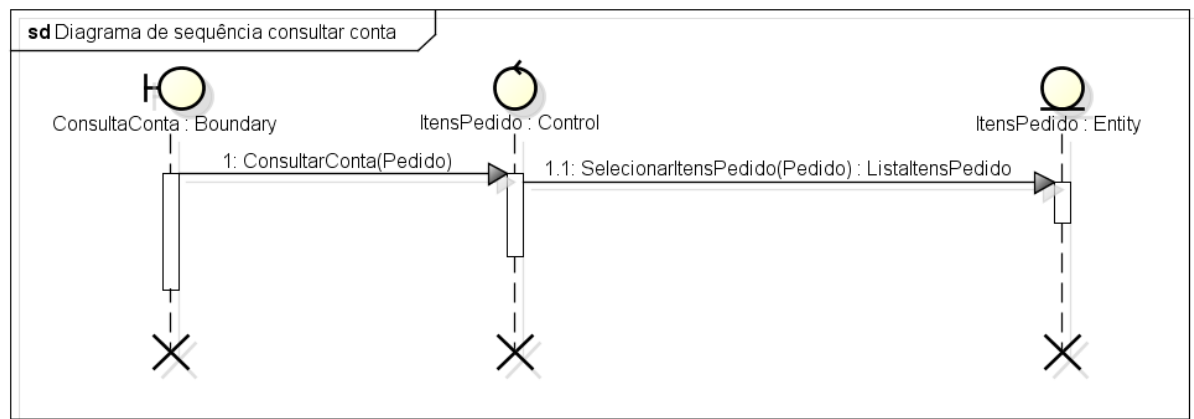 sd Diagrama de sequência consultar conta
ConsultaConta : Boundary
ItensPedido : Control
ItensPedido : Entity
1: ConsultarConta(Pedido)
1.1: SelecionarItensPedido(Pedido) : ListaItensPedido